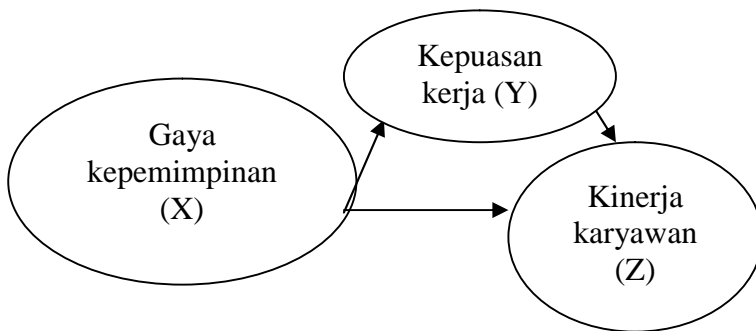 Gaya
kepemimpinan
(X)
Kepuasan
kerja (Y)
Kinerja
karyawan
(Z)